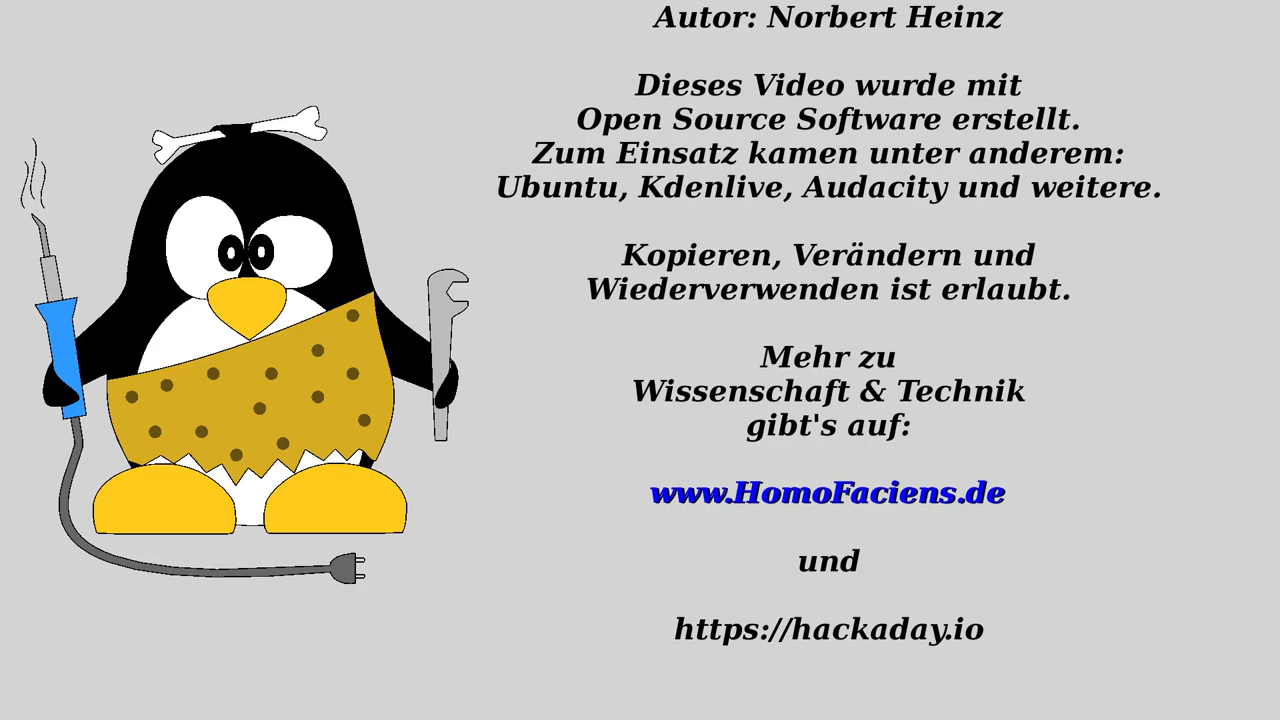 Autor: Norbert Heinz
Dieses Video wurde mit
Open Source Software erstellt.
Zum Einsatz kamen unter anderem:
Ubuntu, Kdenlive, Audacity und weitere.
Kopieren, Verändern und
Wiederverwenden ist erlaubt.
Mehr zu
Wissenschaft & Technik
gibt's auf:
www.HomoFaciens.de
und
https://hackaday.io